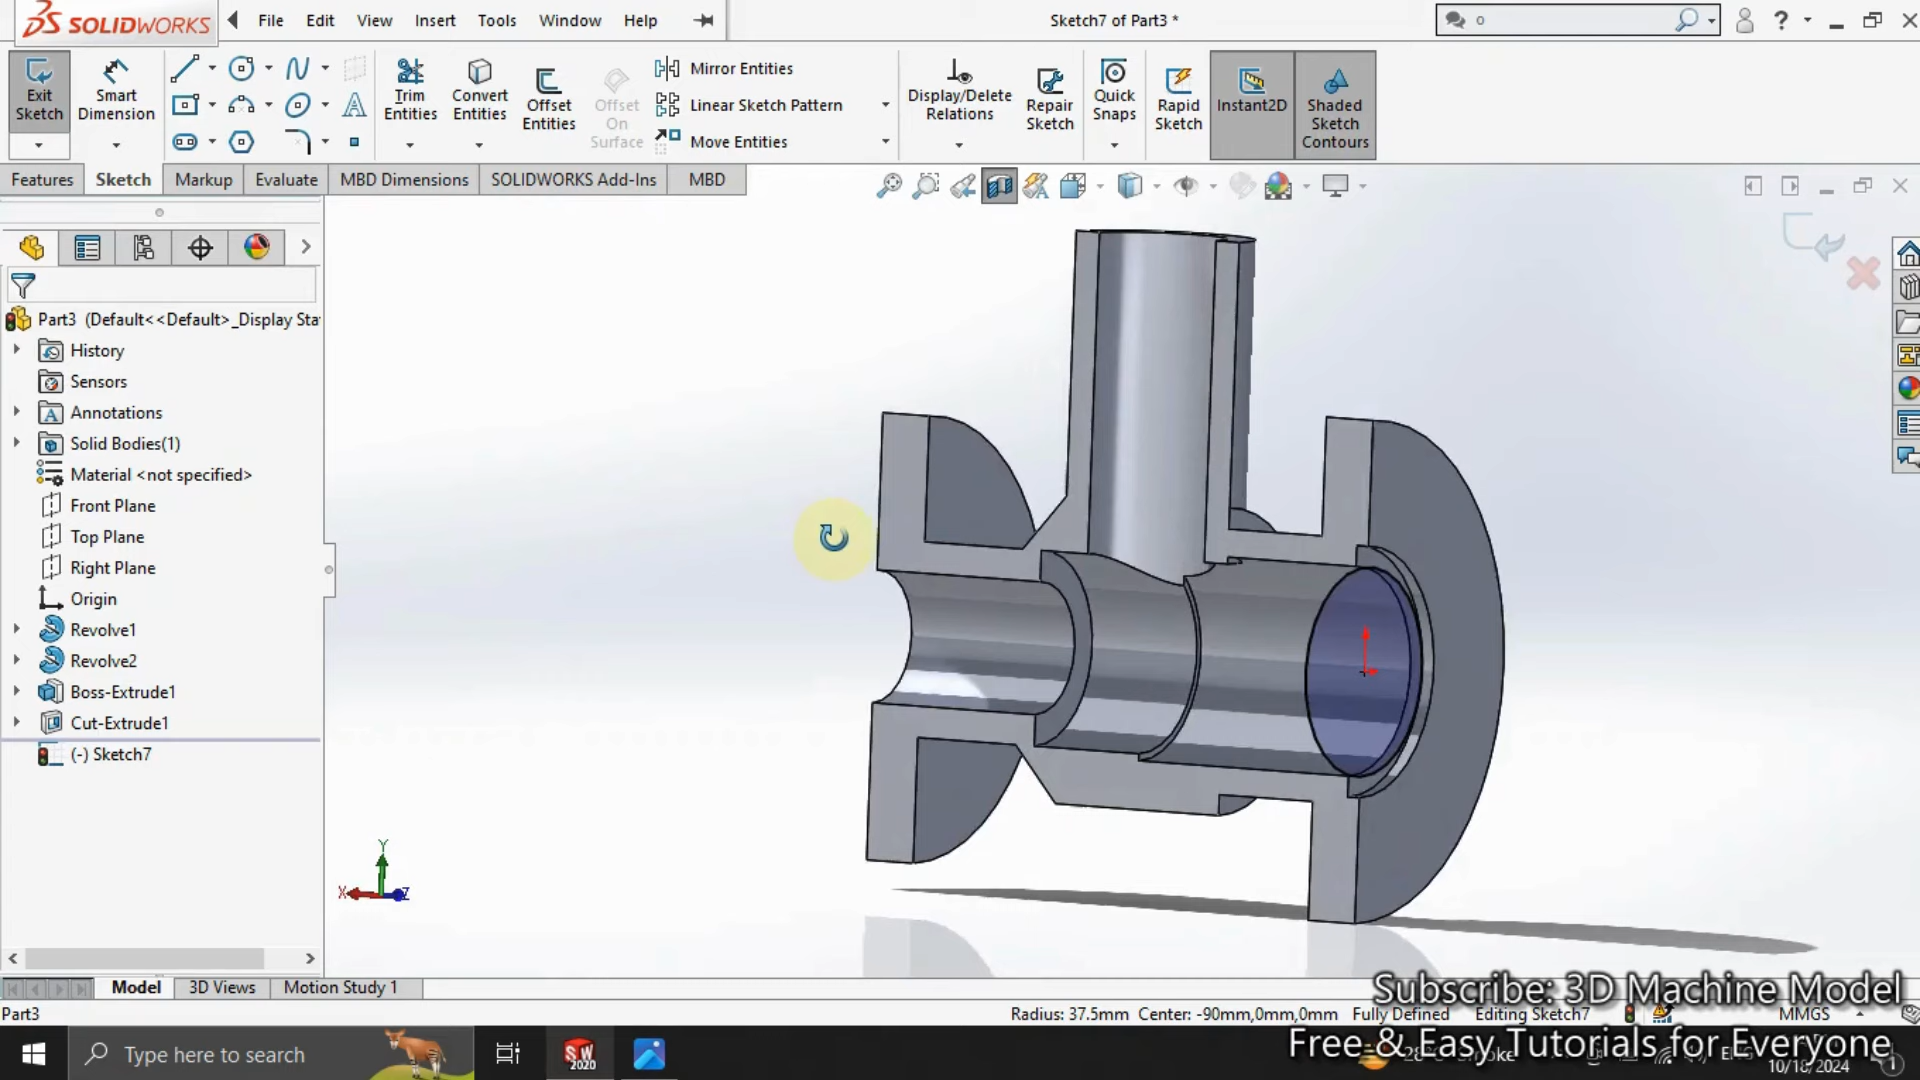 SOLIDWORKS File Edit View Insert Tools Window Help Sketch7 of Part3 * o ?
Exit Sketch Smart Dimension Trim Entities Convert Entities Offset Entities Offset On Surface Mirror Entities Linear Sketch Pattern Move Entities Display/Delete Relations Repair Sketch Quick Snaps Rapid Sketch Instant2D Shaded Sketch Contours
Features Sketch Markup Evaluate MBD Dimensions SOLIDWORKS Add-Ins MBD
Part3 (Default<<Default>_Display Sta
History
Sensors
Annotations
Solid Bodies(1)
Material <not specified>
Front Plane
Top Plane
Right Plane
Origin
Revolve1
Revolve2
Boss-Extrude1
Cut-Extrude1
(-) Sketch7
Y
X Z
Model 3D Views Motion Study 1
Subscribe: 3D Machine Model
Part3 Radius: 37.5mm Center: -90mm,0mm,0mm Fully Defined Editing Sketch7 MMGS
Free & Easy Tutorials for Everyone
Type here to search SW 2020
10/18/2024